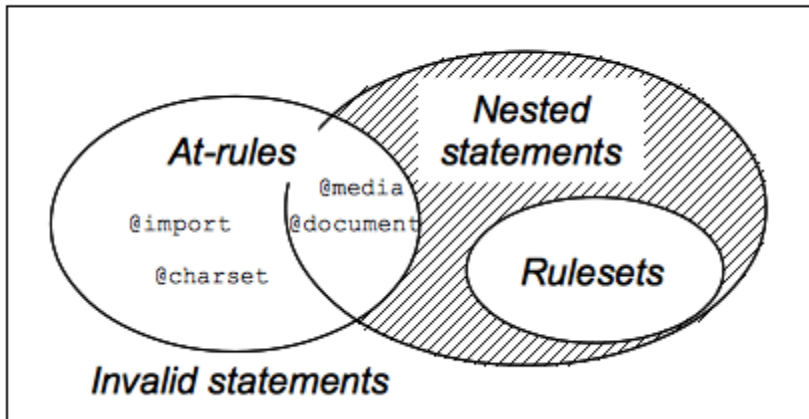 Nested
statements
At-rules
@media
@import
@document
@charset
Rulesets
Invalid statements